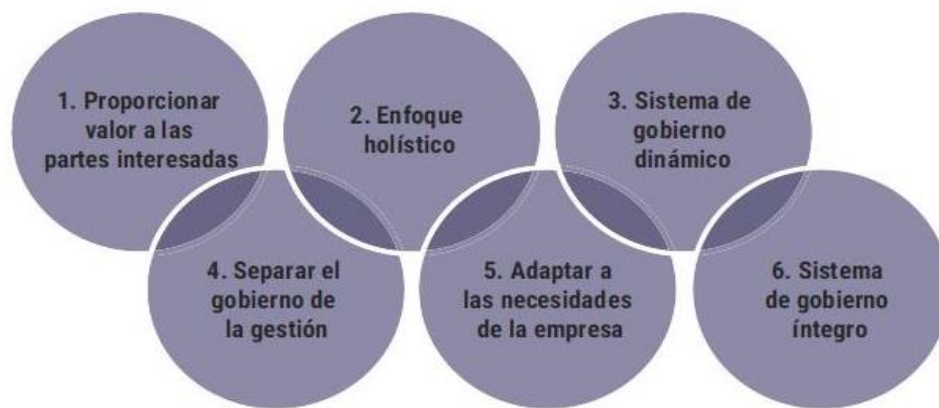 1. Proporcionar
valor a las
partes interesadas
2. Enfoque
holístico
3. Sistema de
gobierno
dinámico
4. Separar el
gobierno de
la gestión
5. Adaptar a
las necesidades
de la empresa
6. Sistema
de gobierno
íntegro